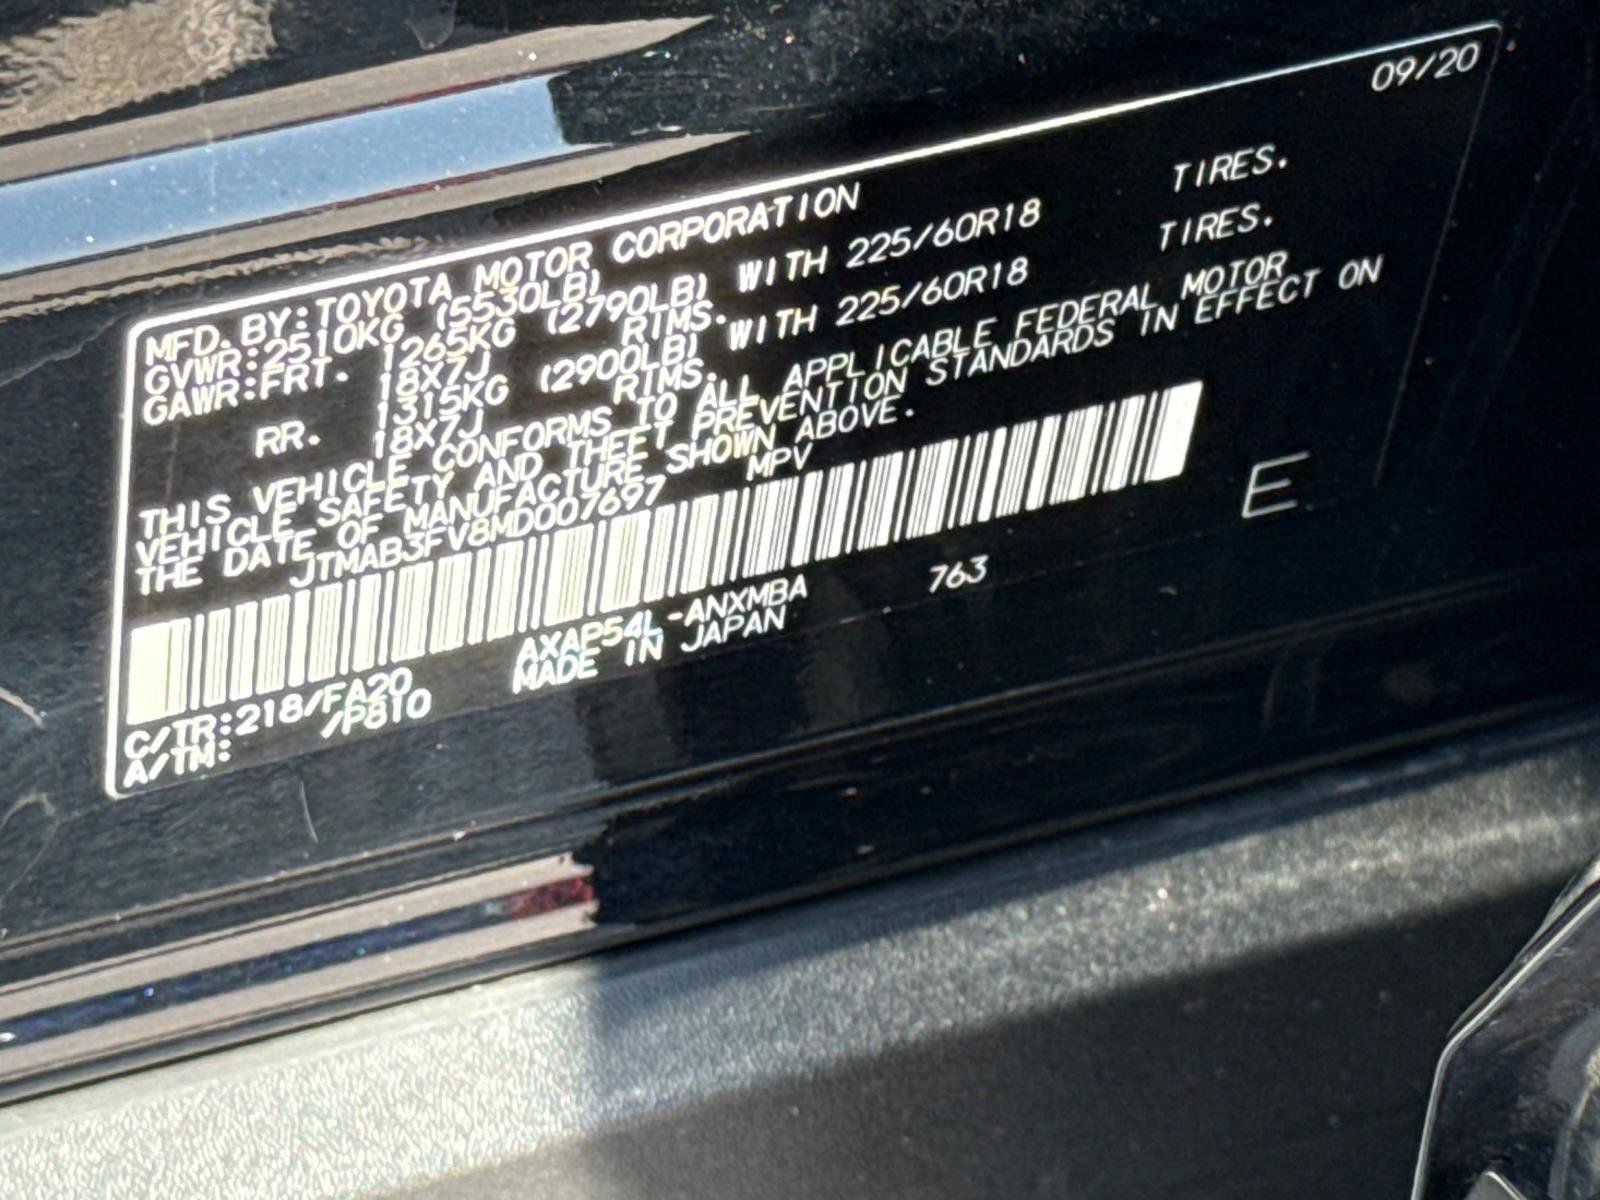 09/20
MFD. BY: TOYOTA MOTOR CORPORATION
GVWR: 2510KG (5530LB)
GAWR: FRT. 1265KG (2790LB) WITH 225/60R18 TIRES.
18X7J RIMS.
RR. 1315KG (2900LB) WITH 225/60R18 TIRES.
18X7J RIMS.
THIS VEHICLE CONFORMS TO ALL APPLICABLE FEDERAL MOTOR
VEHICLE SAFETY AND THEFT PREVENTION STANDARDS IN EFFECT ON
THE DATE OF MANUFACTURE SHOWN ABOVE.
JTMAB3FV8MD007697 MPV
E
C/TR: 218/FA20 AXAP54L-ANXMBA 763
A/TM: /P810 MADE IN JAPAN